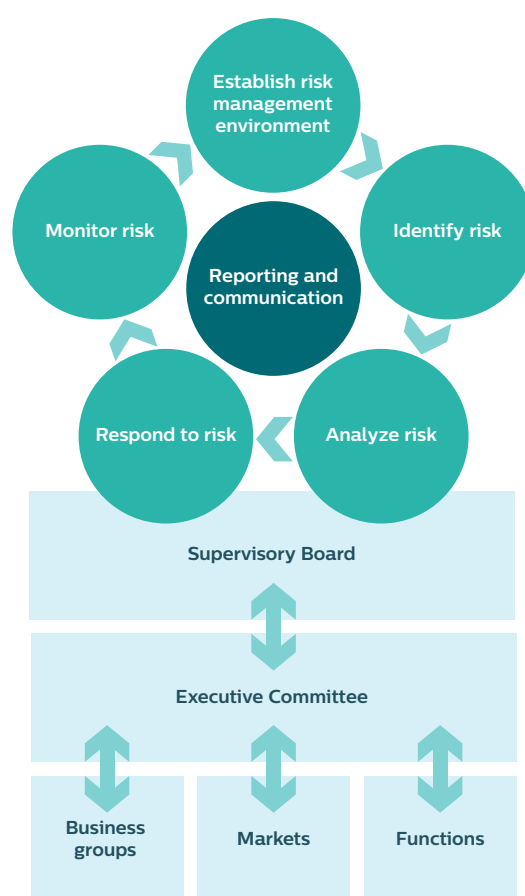 Establish risk
management
environment
Monitor risk
Identify risk
Reporting and
communication
Respond to risk
Analyze risk
Supervisory Board
Executive Committee
Business
groups
Markets
Functions